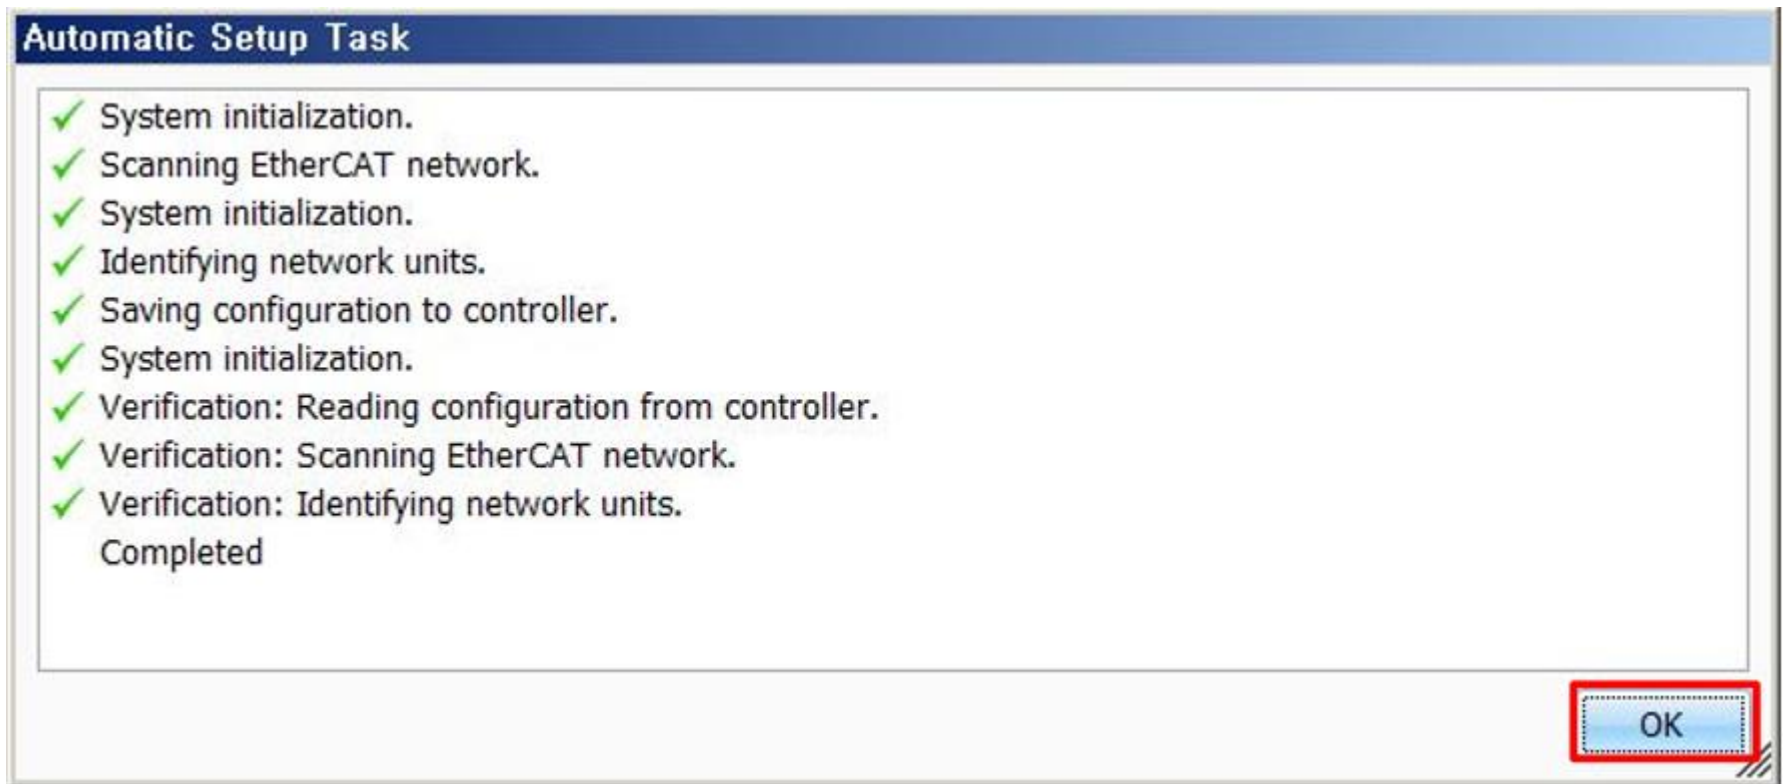 Automatic Setup Task
System initialization.
Scanning EtherCAT network.
System initialization.
Identifying network units.
Saving configuration to controller.
System initialization.
Verification: Reading configuration from controller.
Verification: Scanning EtherCAT network.
Verification: Identifying network units.
Completed
OK